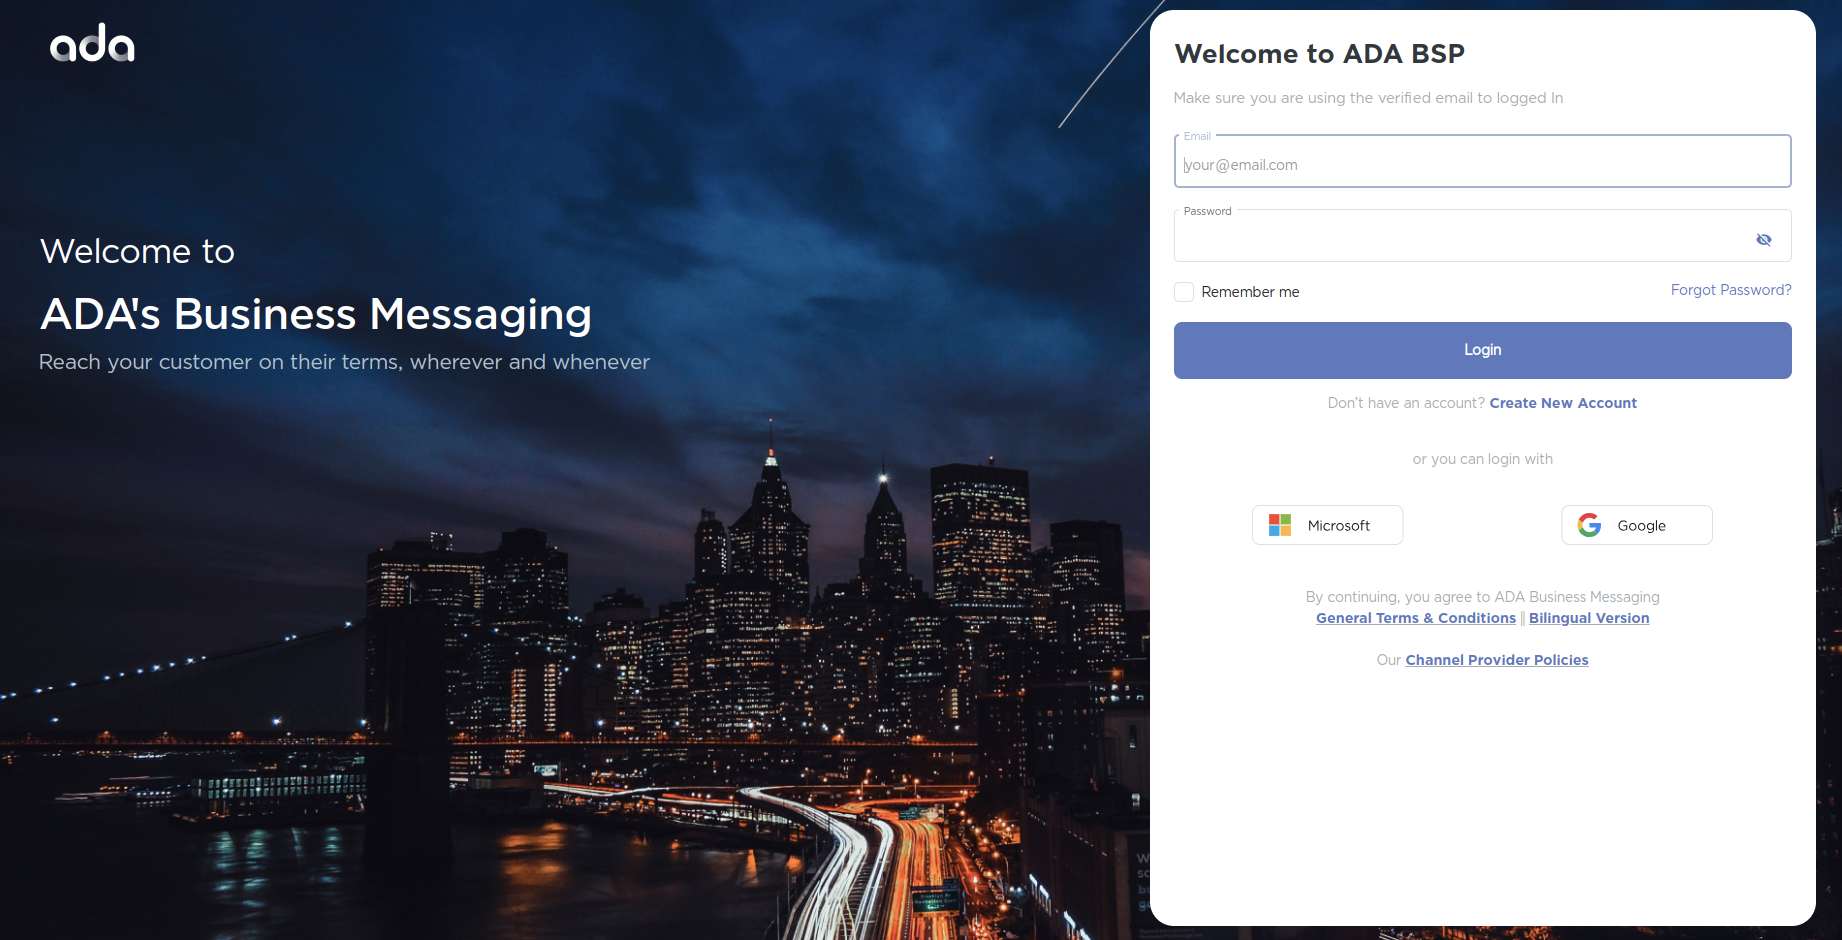 ada
Welcome to
ADA's Business Messaging
Reach your customer on their terms, wherever and whenever
Welcome to ADA BSP
Make sure you are using the verified email to logged In
Email
your@email.com
Password
Remember me
Forgot Password?
Login
Don't have an account? Create New Account
or you can login with
Microsoft
Google
By continuing, you agree to ADA Business Messaging
General Terms & Conditions || Bilingual Version
Our Channel Provider Policies